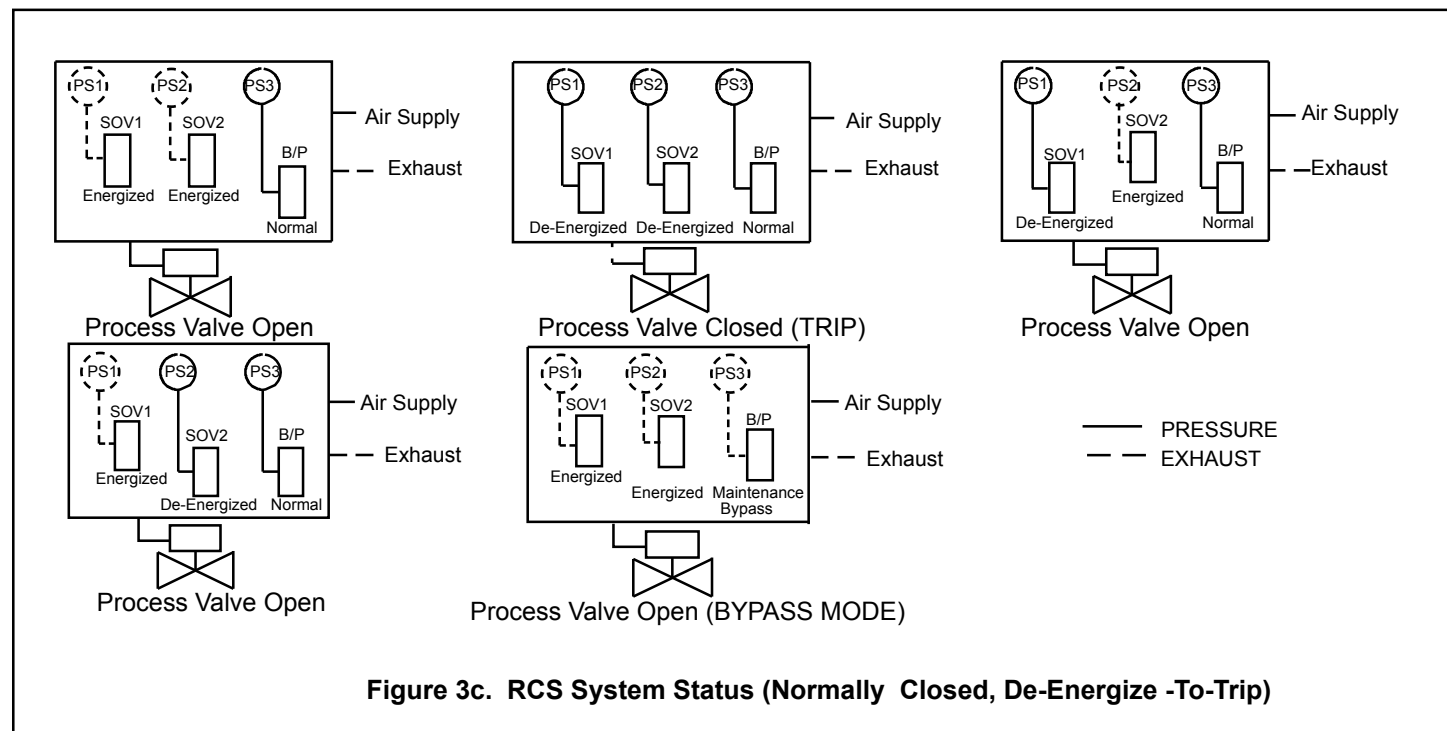 PS1 PS2 PS3
SOV1 SOV2
B/P
Energized Energized
Normal
Air Supply
Exhaust
Process Valve Open
PS1 PS2 PS3
SOV1 SOV2 B/P
De-Energized De-Energized Normal
Air Supply
Exhaust
Process Valve Closed (TRIP)
PS1 PS2 PS3
SOV2
SOV1 B/P
Energized
De-Energized Normal
Air Supply
Exhaust
Process Valve Open
PS1 PS2 PS3
SOV1
SOV2 B/P
Energized
De-Energized Normal
Air Supply
Exhaust
Process Valve Open
PS1 PS2 PS3
SOV1 SOV2
B/P
Energized
Energized Maintenance
Bypass
Air Supply
Exhaust
Process Valve Open (BYPASS MODE)
PRESSURE
EXHAUST
Figure 3c. RCS System Status (Normally Closed, De-Energize -To-Trip)